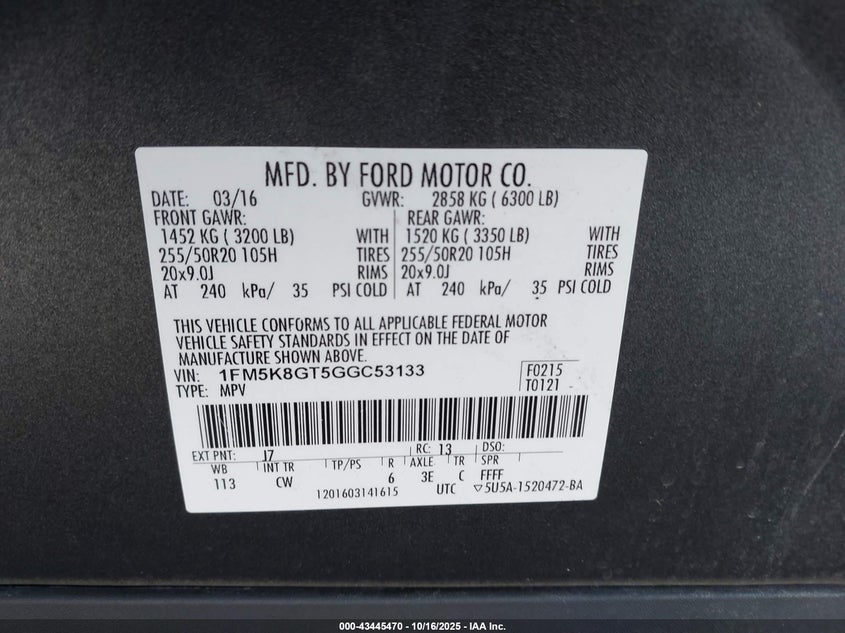 MFD. BY FORD MOTOR CO.
DATE: 03/16 GVWR: 2858 KG ( 6300 LB)
FRONT GAWR: REAR GAWR:
1452 KG ( 3200 LB) WITH 1520 KG ( 3350 LB) WITH
255/50R20 105H TIRES 255/50R20 105H TIRES
20x9.0J RIMS 20x9.0J RIMS
AT 240 kPa/ 35 PSI COLD AT 240 kPa/ 35 PSI COLD
THIS VEHICLE CONFORMS TO ALL APPLICABLE FEDERAL MOTOR
VEHICLE SAFETY STANDARDS IN EFFECT ON THE DATE OF
MANUFACTURE SHOWN ABOVE.
VIN: 1FM5K8GT5GGC53133 F0215
TYPE: MPV T0121
EXT PNT: J7 RC: 13 DSO:
WB INT TR TP/PS R AXLE TR SPR
113 CW 6 3E C FFFF
1201603141615 UTC ▽5U5A-1520472-BA
000-43445470 - 10/16/2025 - IAA Inc.